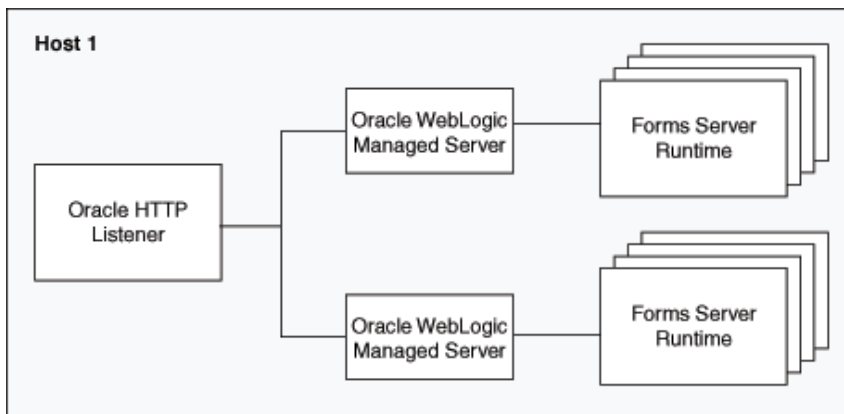 Host 1
Oracle WebLogic
Managed Server
Forms Server
Runtime
Oracle HTTP
Listener
Oracle WebLogic
Managed Server
Forms Server
Runtime